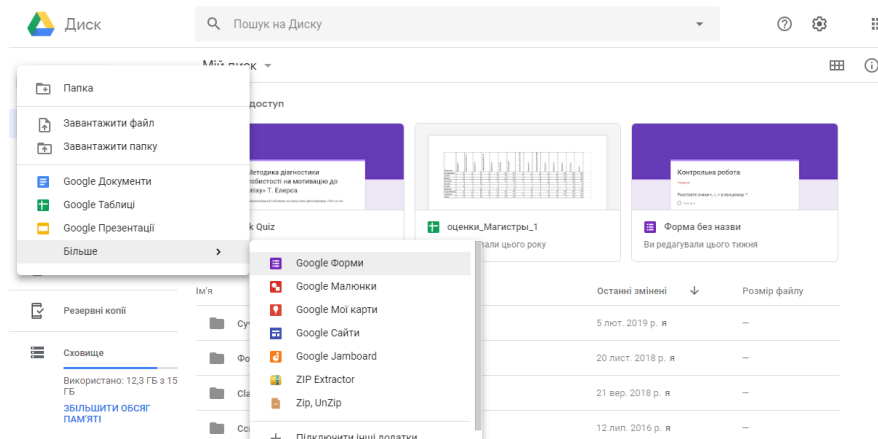 Диск
Пошук на Диску
Мій диск
Папка
доступ
Завантажити файл
Завантажити папку
Google Документи
Google Таблиці
Google Презентації
Більше
Методика діагностики
мотивацію до
Т. Елерса
Quiz
оценки_Магистры_1
цього року
Контрольна робота
Форма без назви
Ви редагували цього тижня
Google Форми
Google Малюнки
Google Мої карти
Google Сайти
Google Jamboard
ZIP Extractor
Zip, UnZip
Підключити інші додатки
Ім'я
Останні змінені
Розмір файлу
Резервні копії
5 лют. 2019 р. я
–
Сховище
20 лист. 2018 р. я
–
Використано: 12,3 ГБ з 15
ГБ
21 вер. 2018 р. я
–
ЗБІЛЬШИТИ ОБСЯГ
ПАМ'ЯТІ
12 лип. 2016 р. я
–